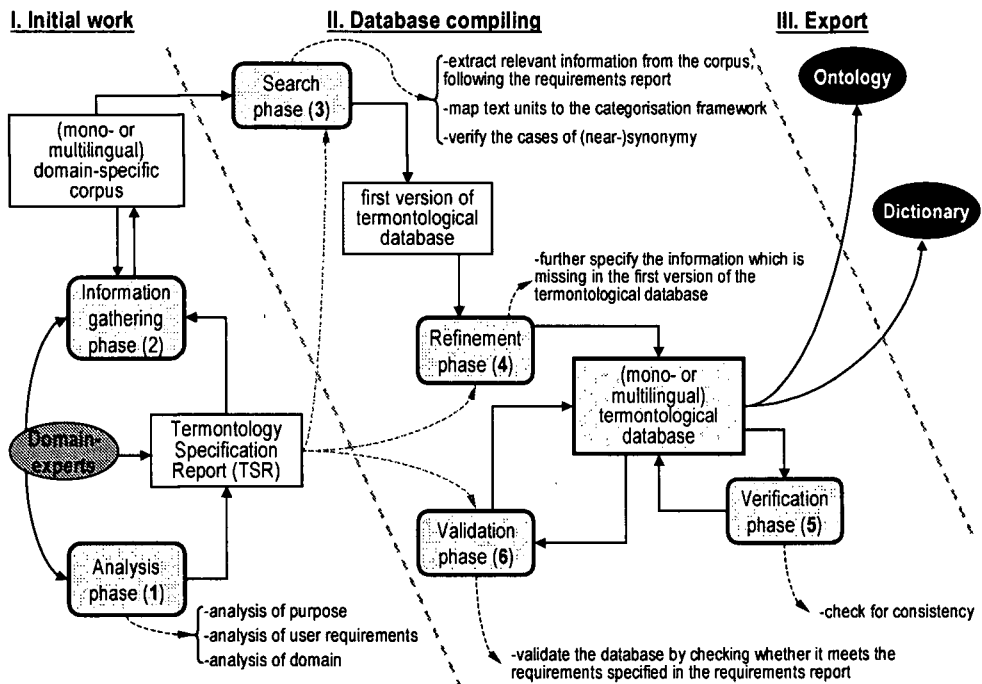 I. Initial work
II. Database compiling
III. Export
Search
phase (3)
-extract relevant information from the corpus,
following the requirements report
-map text units to the categorisation framework
-verify the cases of (near-)synonymy
Ontology
(mono- or
multilingual)
domain-specific
corpus
first version of
termontological
database
Dictionary
-further specify the information which is
missing in the first version of the
termontological database
Information
gathering
phase (2)
Refinement
phase (4)
(mono- or
multilingual)
termontological
database
Domain-
experts
Termontology
Specification
Report (TSR)
Verification
phase (5)
Validation
phase (6)
Analysis
phase (1)
-analysis of purpose
-analysis of user requirements
-analysis of domain
-check for consistency
-validate the database by checking whether it meets the
requirements specified in the requirements report